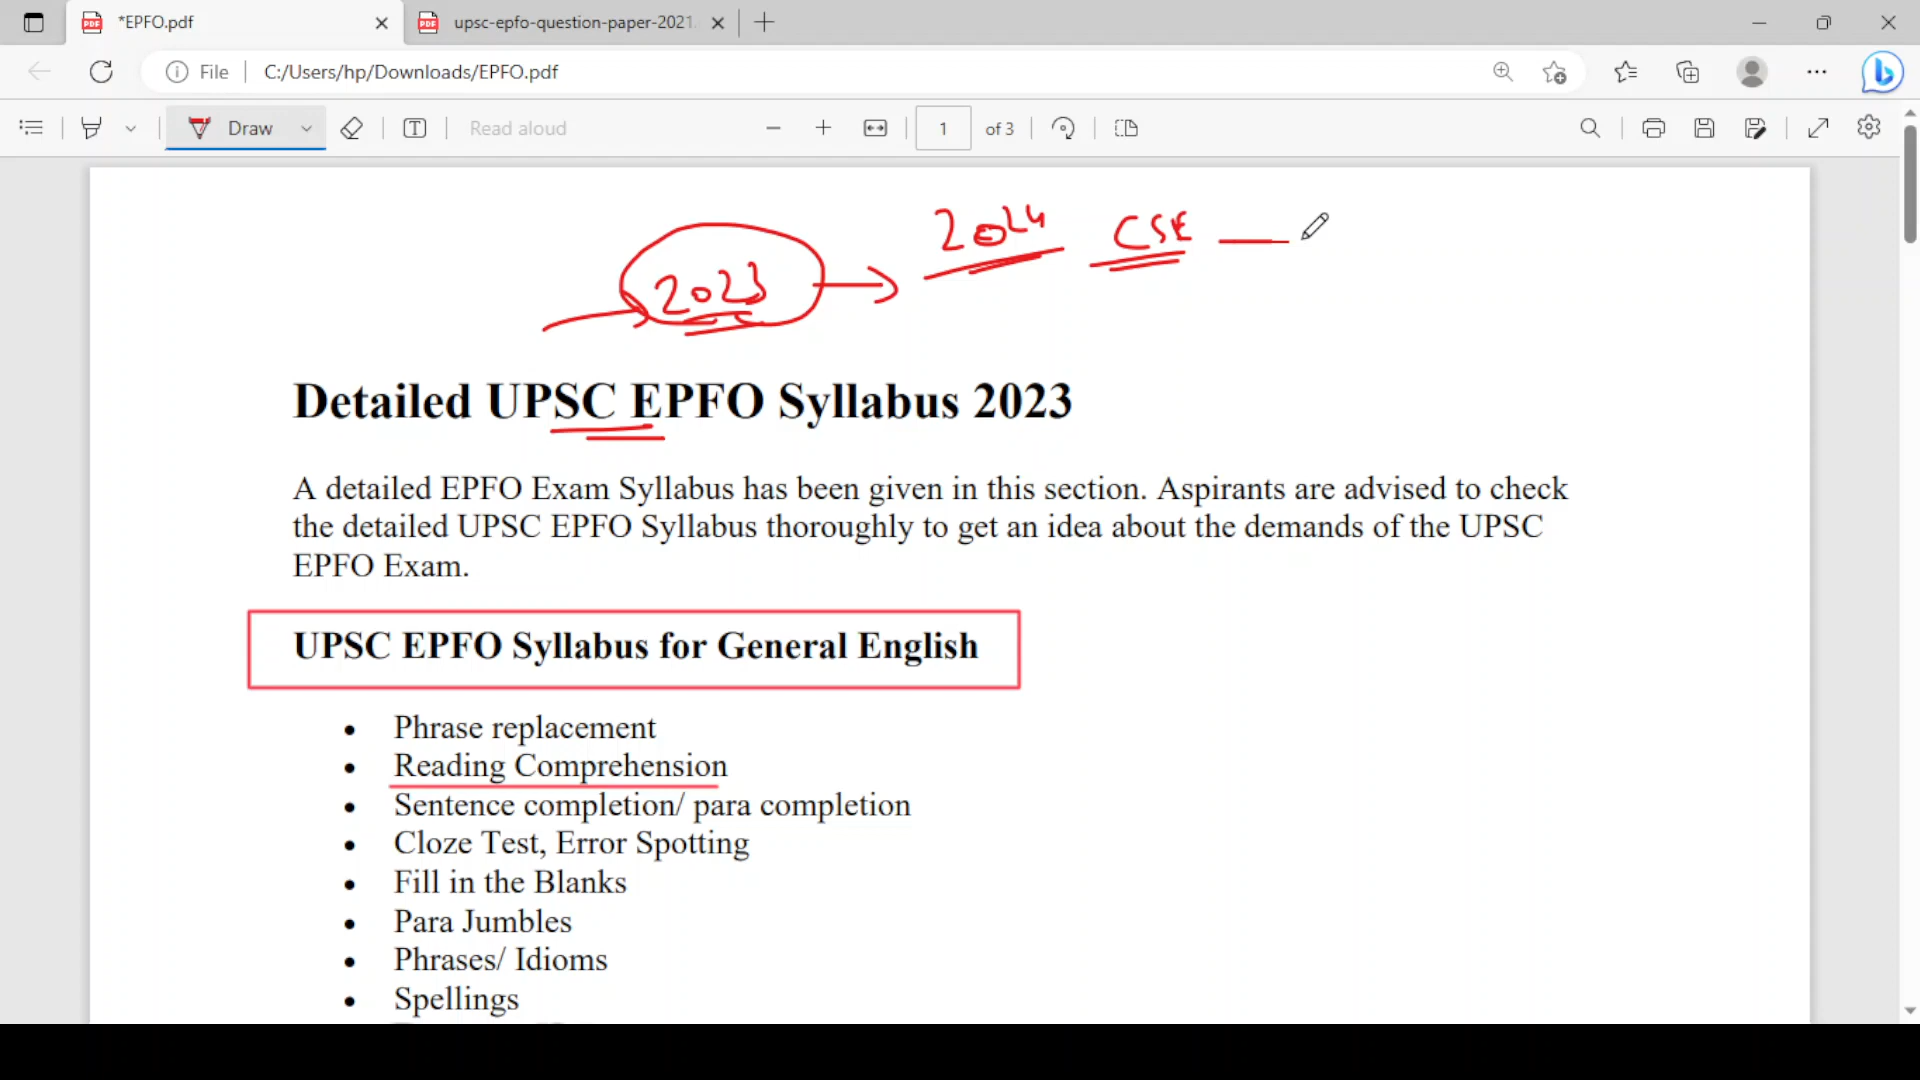 *EPFO.pdf
upsc-epfo-question-paper-2021.
File
C:/Users/hp/Downloads/EPFO.pdf
Draw
Read aloud
1 of 3
2024 CSE
2023
Detailed UPSC EPFO Syllabus 2023
A detailed EPFO Exam Syllabus has been given in this section. Aspirants are advised to check
the detailed UPSC EPFO Syllabus thoroughly to get an idea about the demands of the UPSC
EPFO Exam.
UPSC EPFO Syllabus for General English
• Phrase replacement
• Reading Comprehension
• Sentence completion/ para completion
• Cloze Test, Error Spotting
• Fill in the Blanks
• Para Jumbles
• Phrases/ Idioms
• Spellings